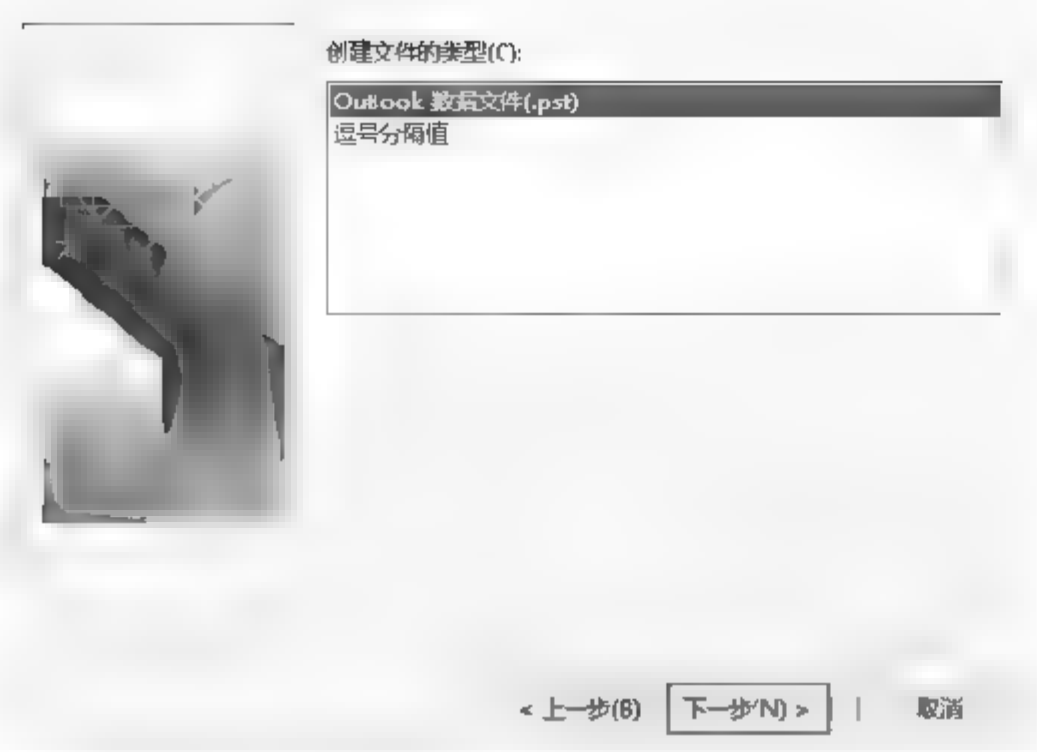 创建文件的类型(C):
Outlook 数据文件(.pst)
逗号分隔值
< 上一步(B)
下一步(N) >
取消